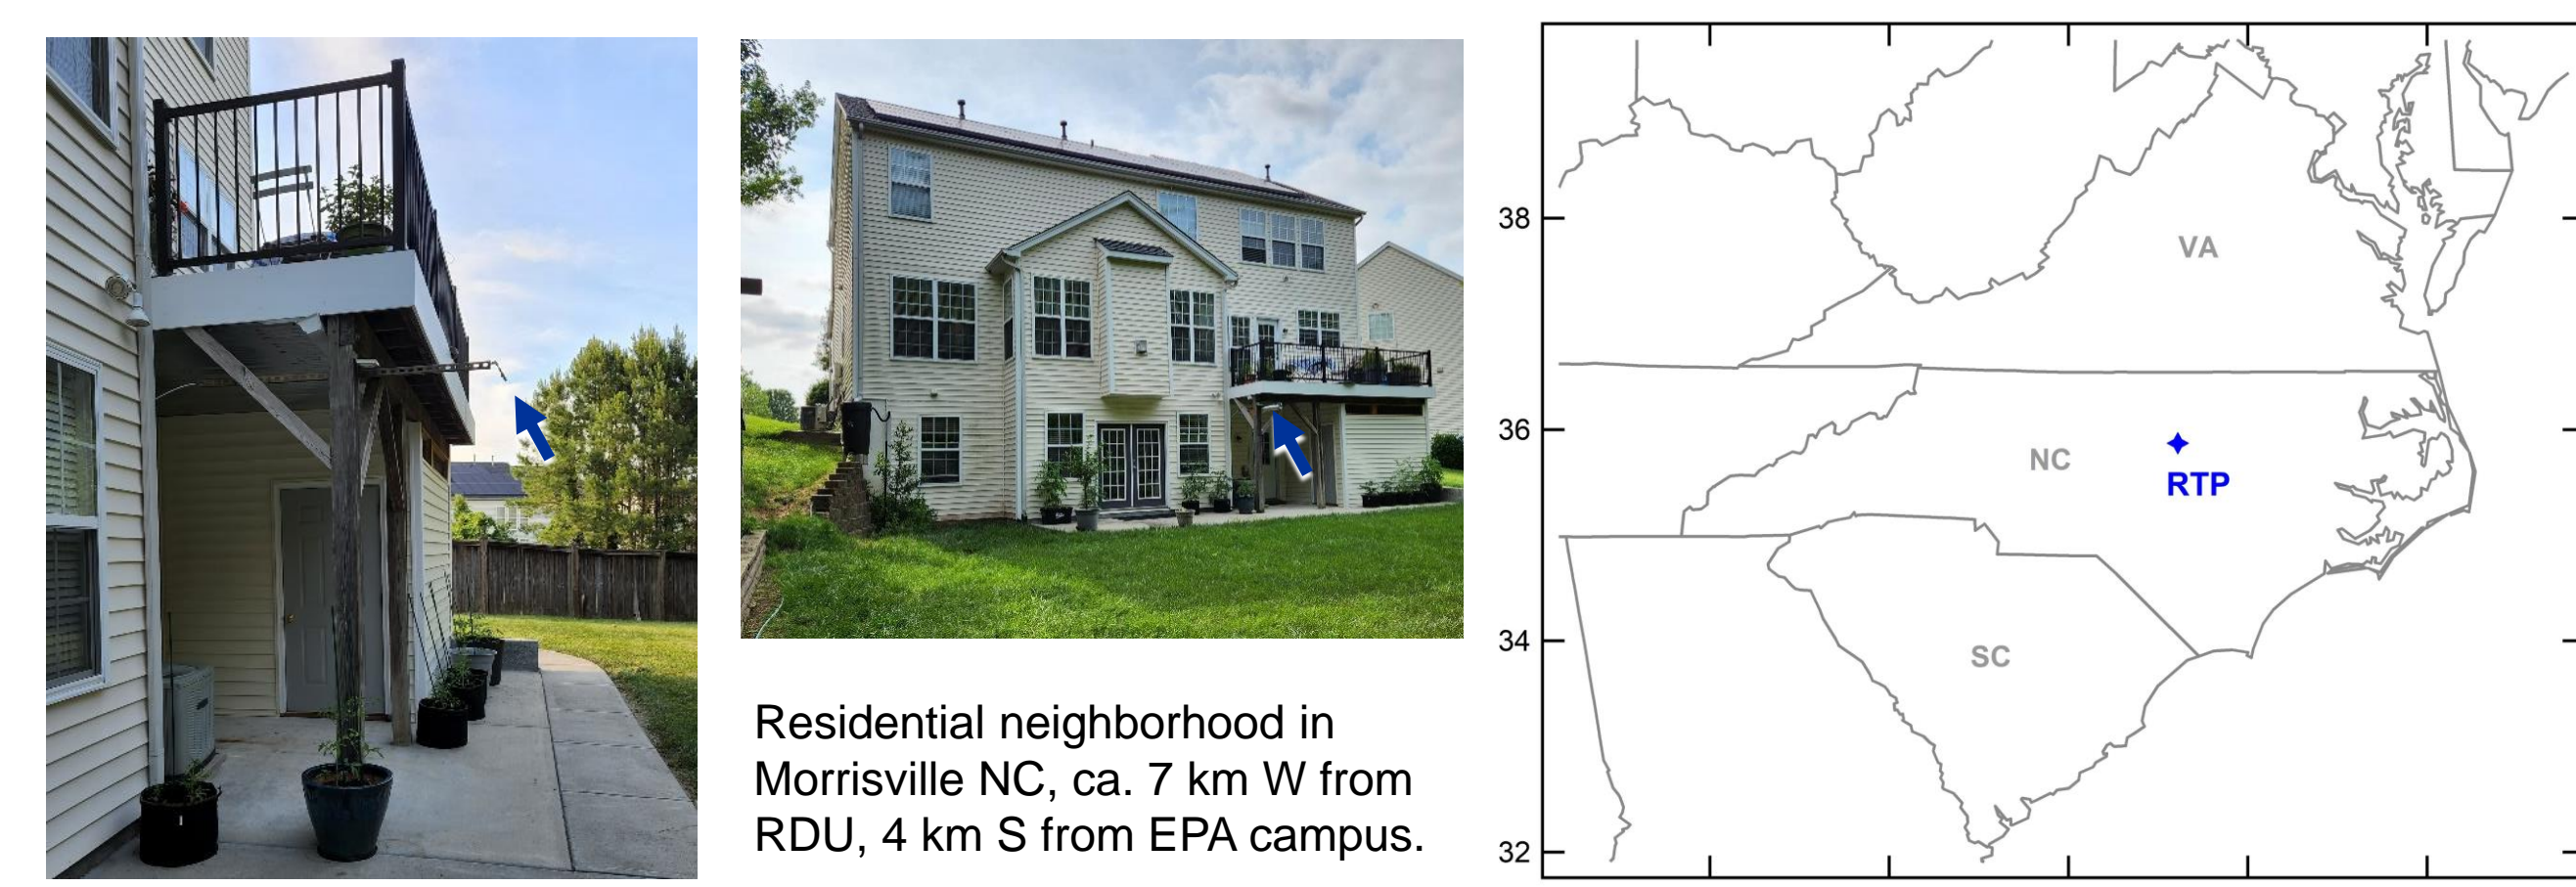 Residential neighborhood in
Morrisville NC, ca. 7 km W from
RDU, 4 km S from EPA campus.
38
36
34
32
VA
NC
RTP
SC